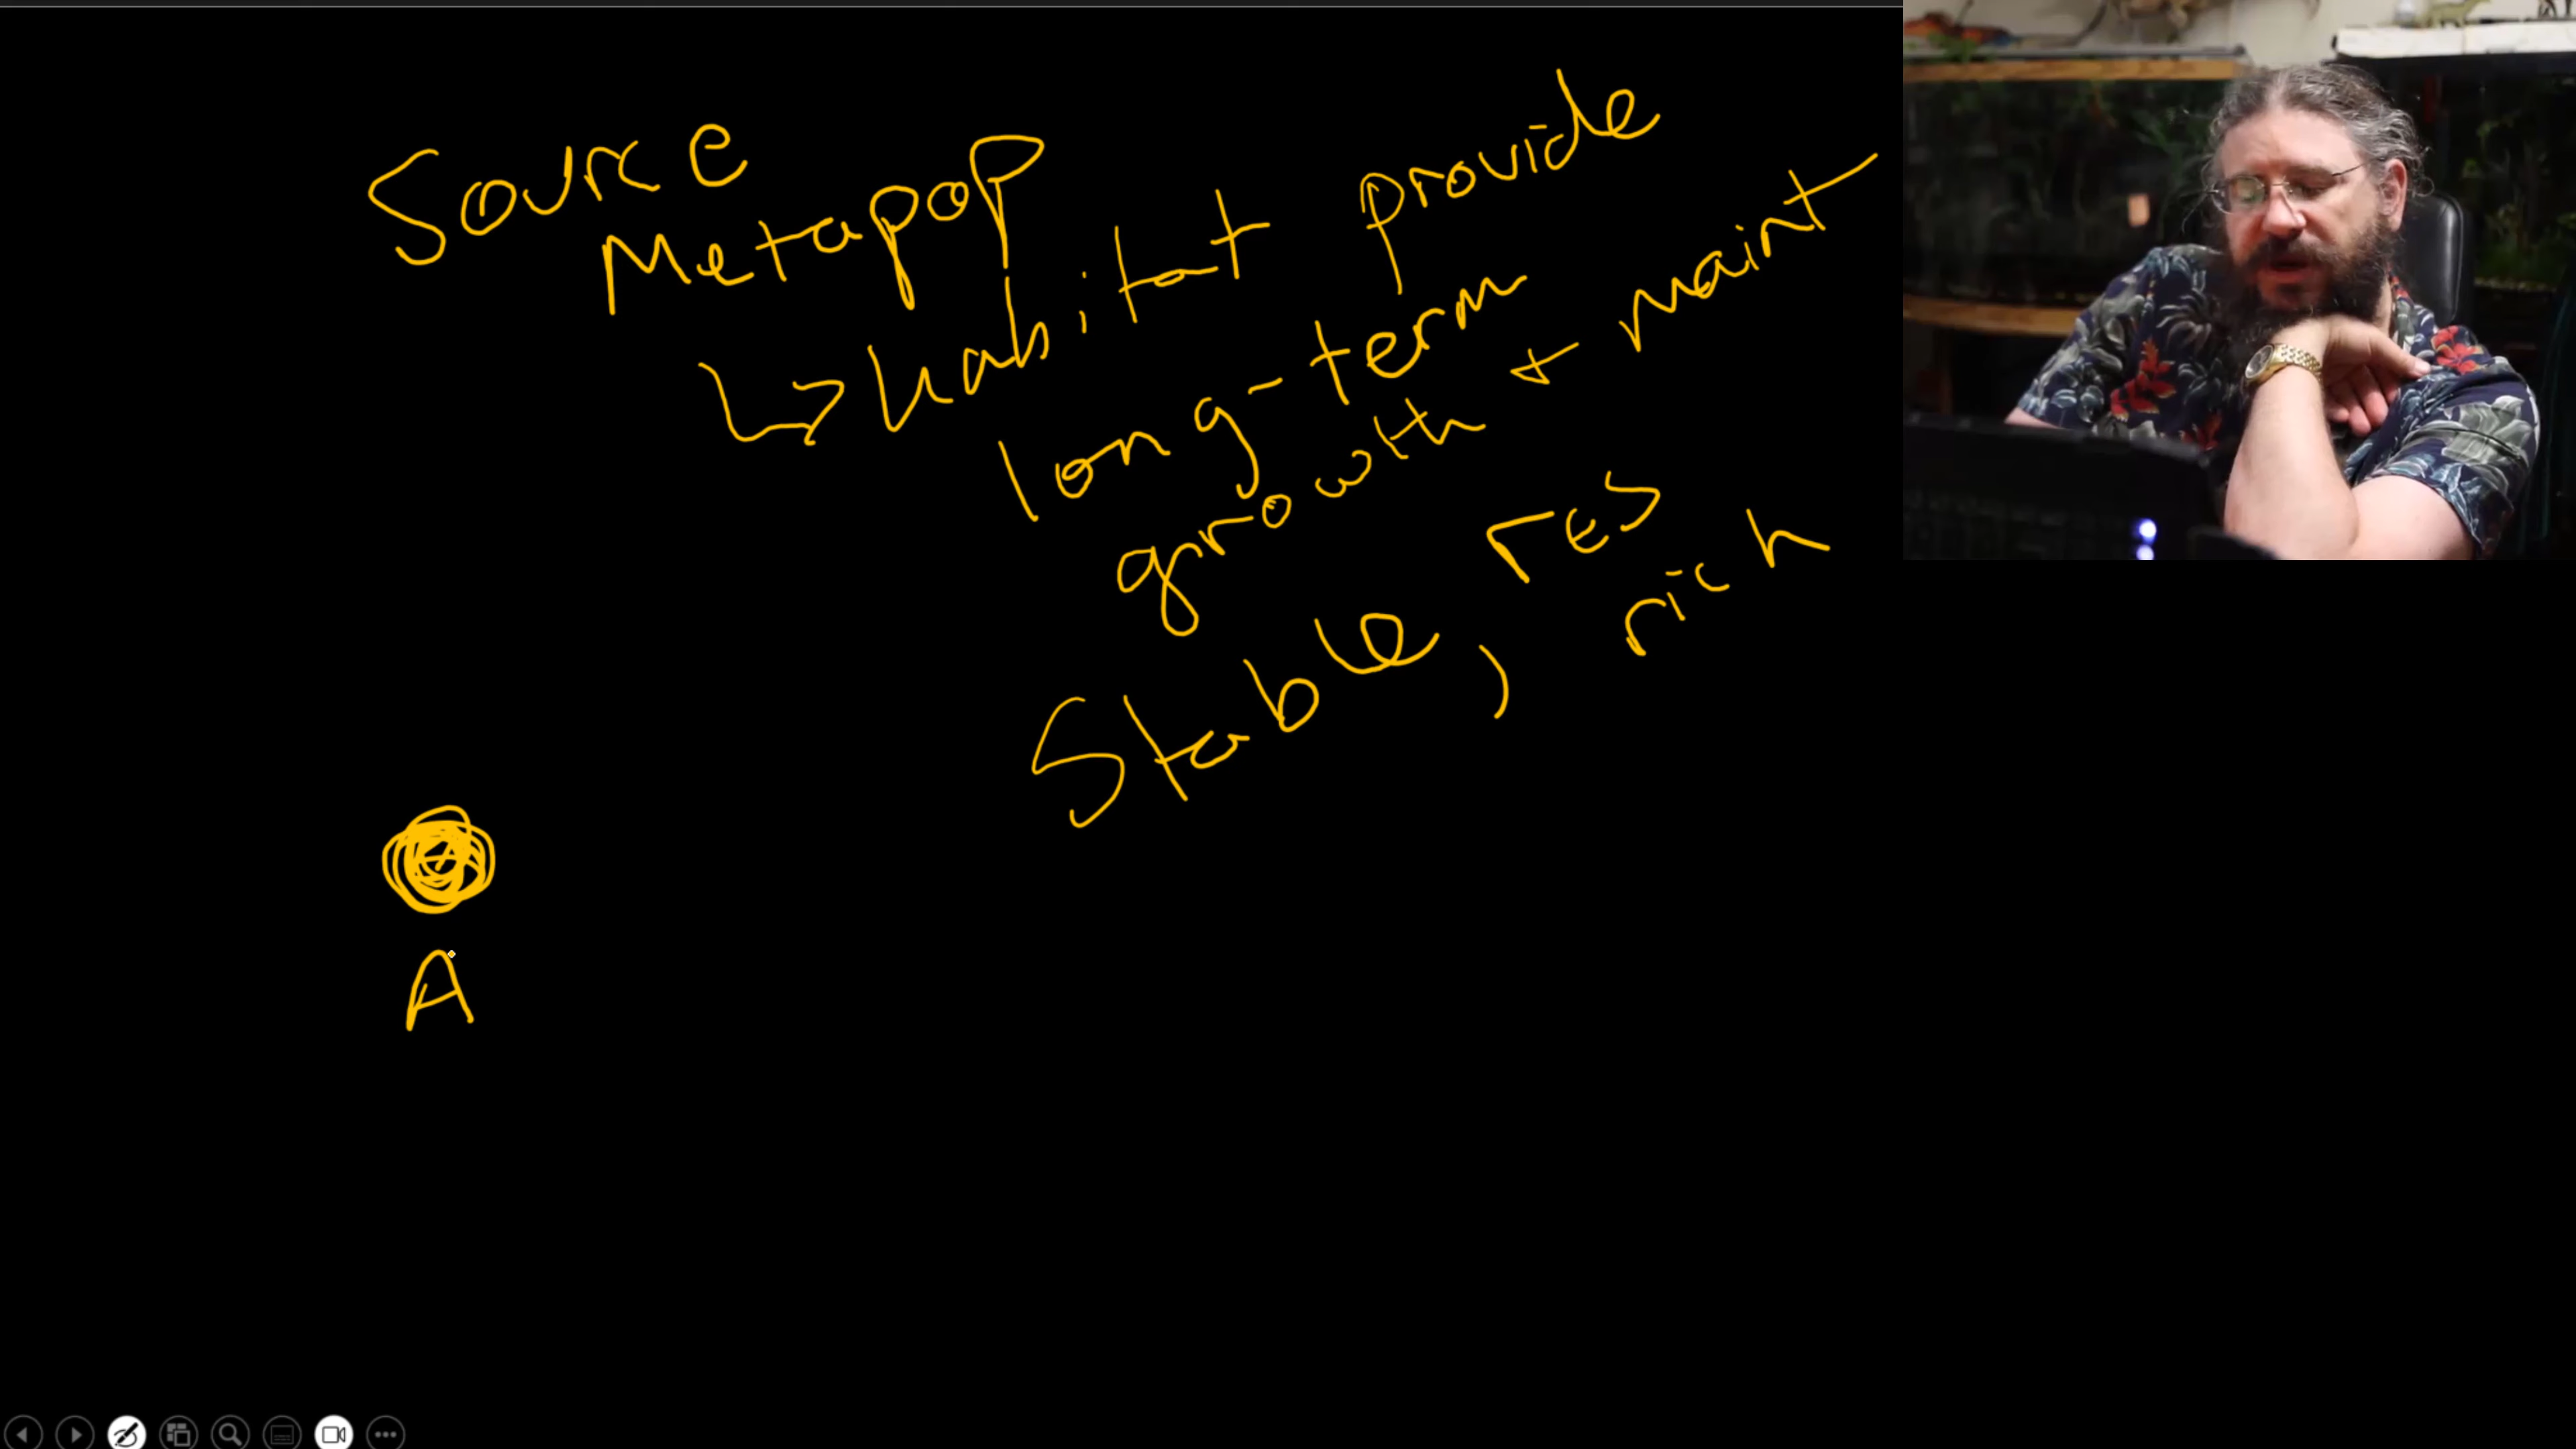 Source
Metapop
↳ habitat provide
long-term
growth + maint
Stable, res
rich
A